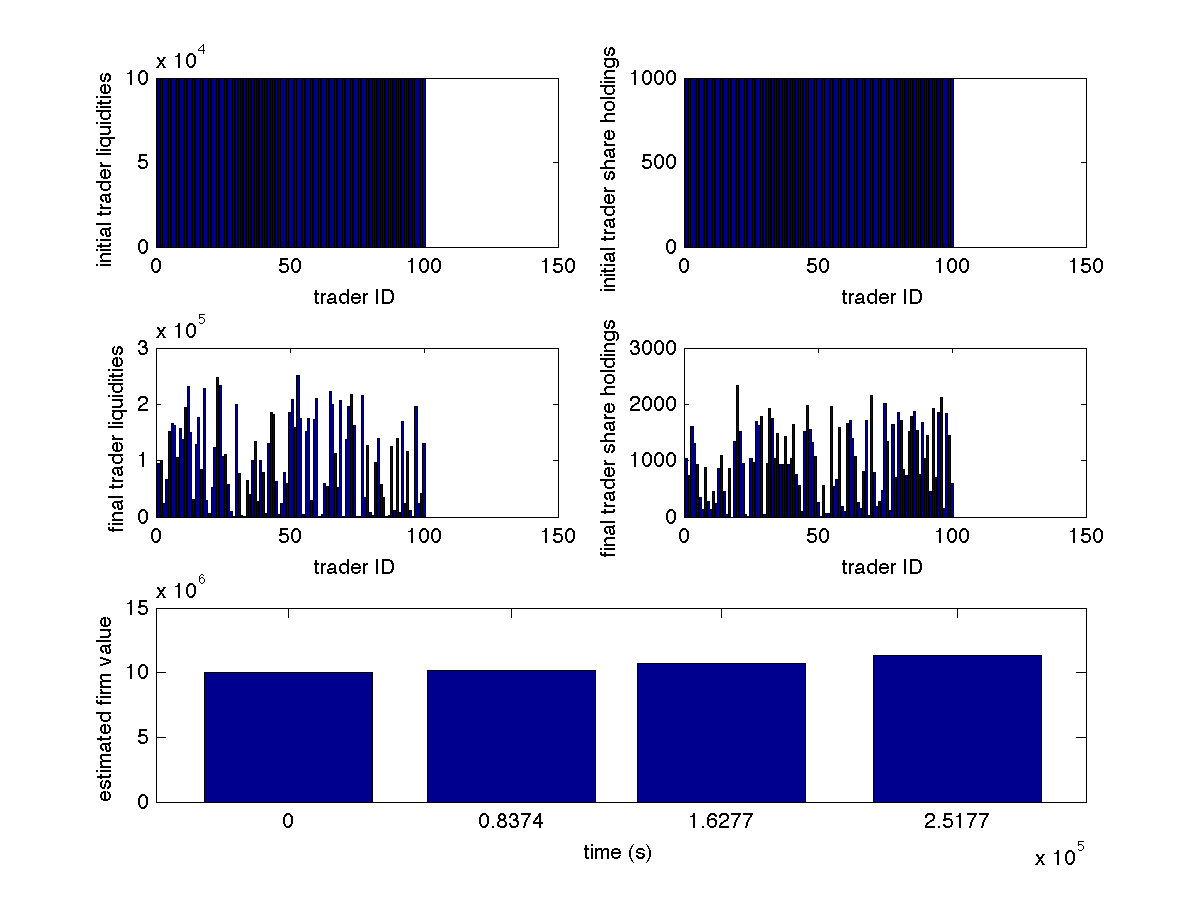 x 10^4
10
5
0
initial trader liquidities
0 50 100 150
trader ID
1000
500
0
initial trader share holdings
0 50 100 150
trader ID
x 10^5
3
2
1
0
final trader liquidities
0 50 100 150
trader ID
3000
2000
1000
0
final trader share holdings
0 50 100 150
trader ID
x 10^6
15
10
5
0
estimated firm value
0 0.8374 1.6277 2.5177
time (s)
x 10^5